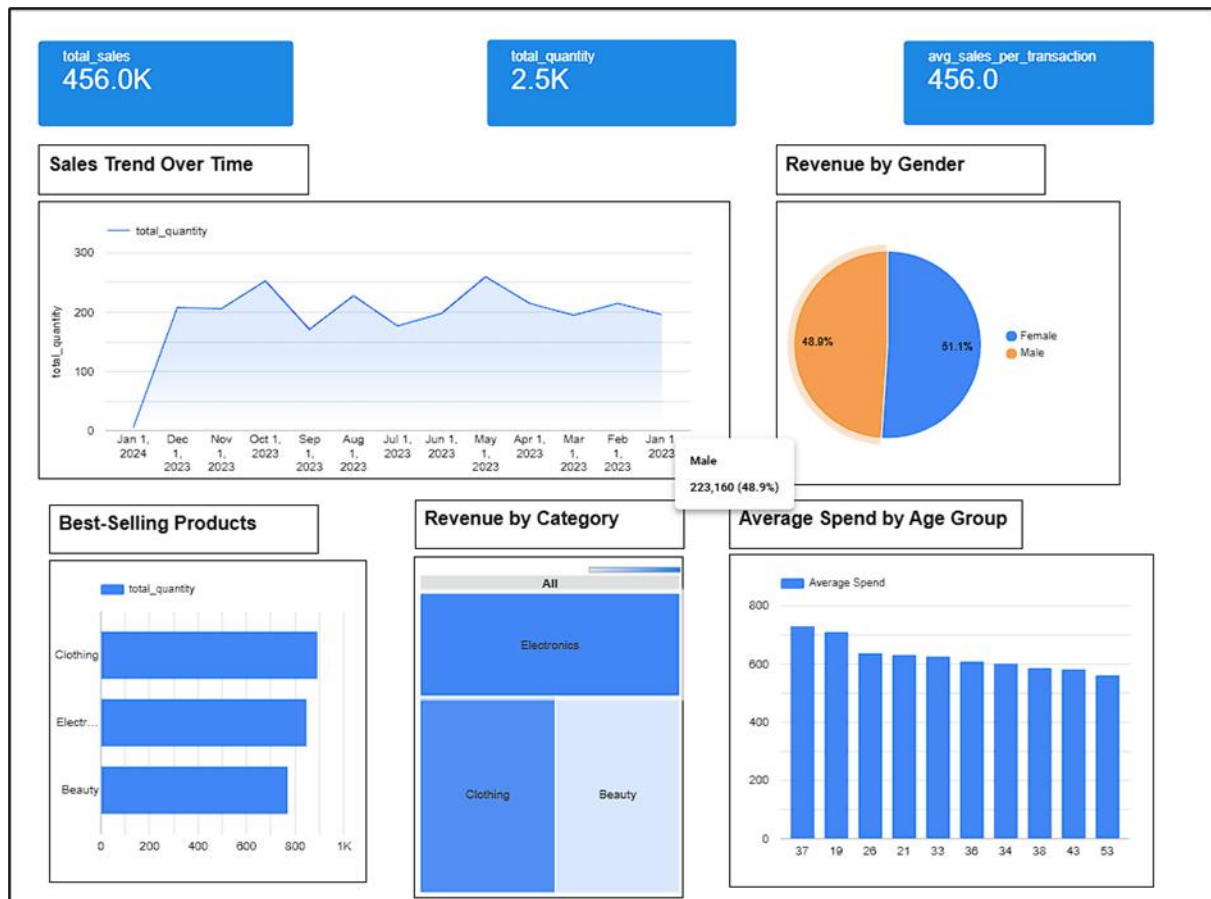 total_sales
456.0K
total_quantity
2.5K
avg_sales_per_transaction
456.0
Sales Trend Over Time
total_quantity
300
200
100
0
total_quantity
Jan 1, 2024
Dec 1, 2023
Nov 1, 2023
Oct 1, 2023
Sep 1, 2023
Aug 1, 2023
Jul 1, 2023
Jun 1, 2023
May 1, 2023
Apr 1, 2023
Mar 1, 2023
Feb 1, 2023
Jan 1, 2023
Revenue by Gender
48.9%
51.1%
Female
Male
Male
223,160 (48.9%)
Best-Selling Products
total_quantity
Clothing
Electr...
Beauty
0 200 400 600 800 1K
Revenue by Category
All
Electronics
Clothing
Beauty
Average Spend by Age Group
Average Spend
800
600
400
200
0
37 19 26 21 33 36 34 38 43 53